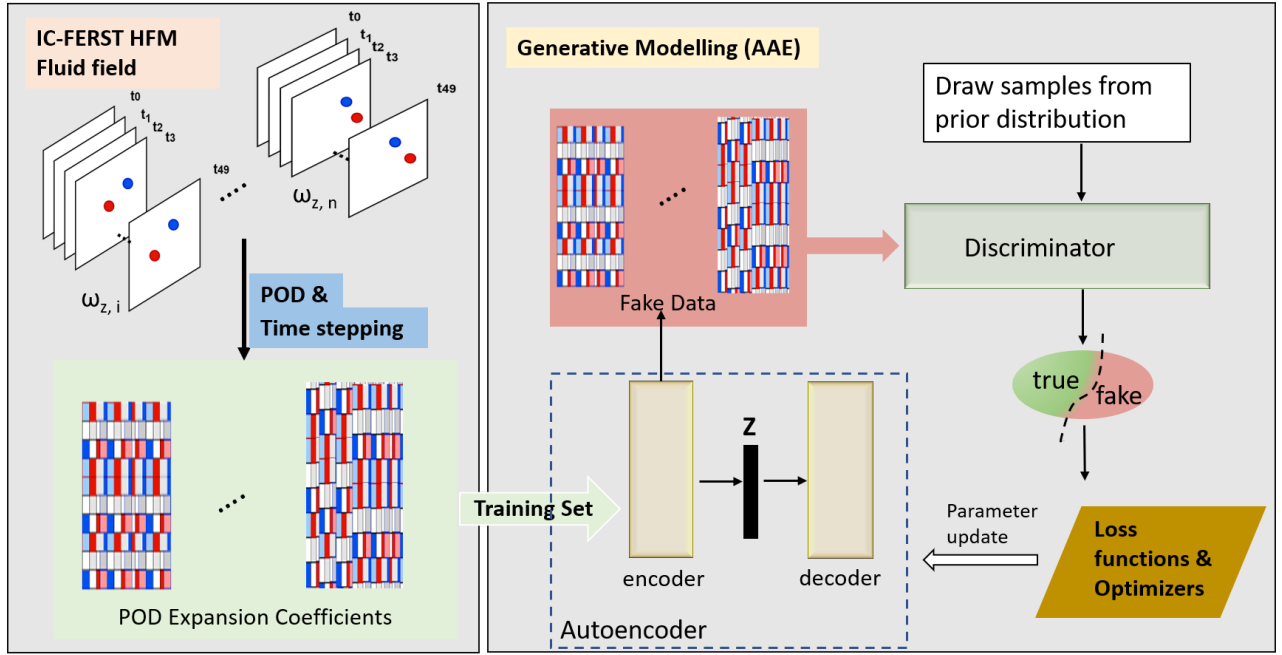 IC-FERST HFM
Fluid field
t0
t1
t2
t3
t49
ωz, n
t0
t1
t2
t3
t49
ωz, i
POD &
Time stepping
POD Expansion Coefficients
Training Set
Generative Modelling (AAE)
Fake Data
Draw samples from
prior distribution
Discriminator
true
fake
Z
encoder
decoder
Autoencoder
Parameter
update
Loss
functions &
Optimizers